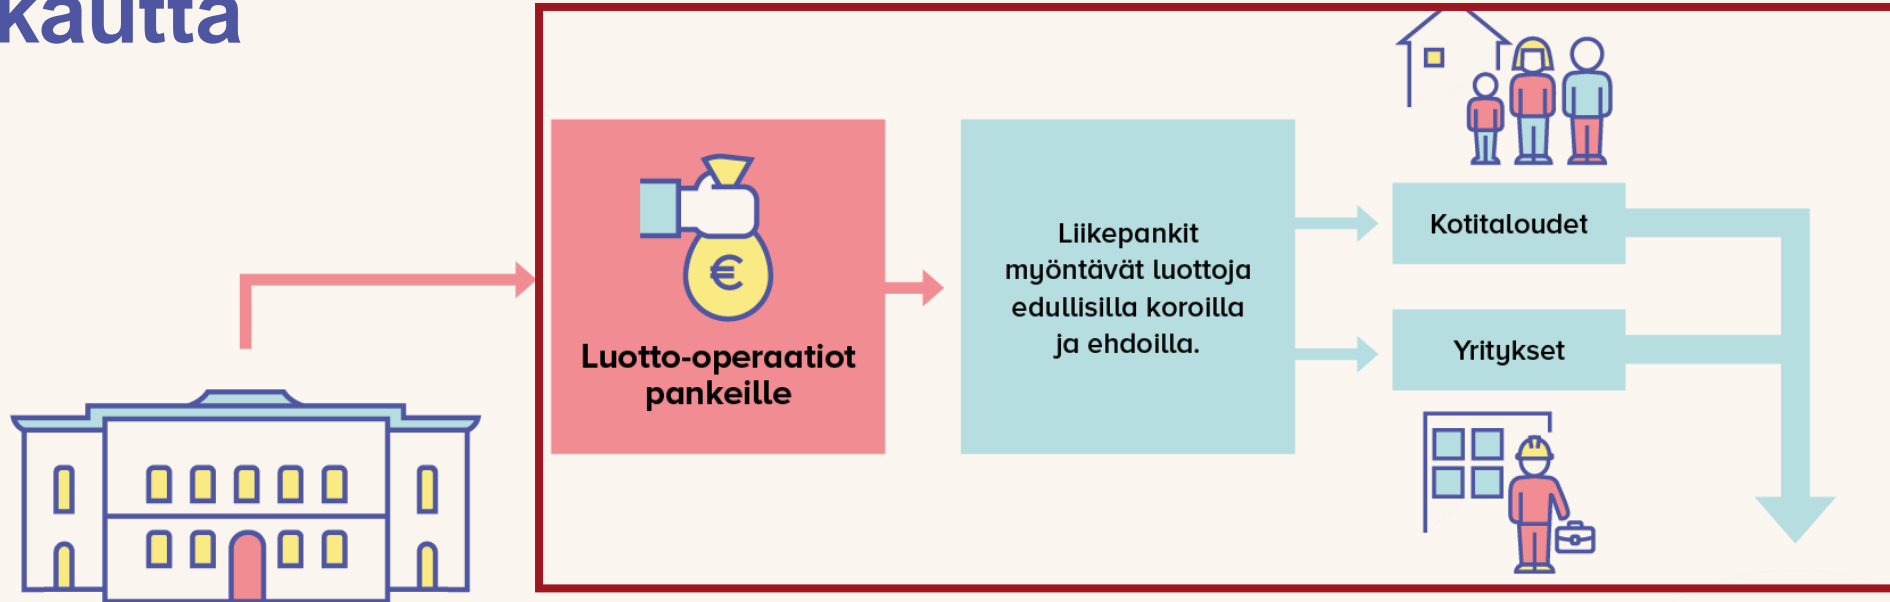 kautta
€
Luotto-operaatiot
pankeille
Liikepankit
myöntävät luottoja
edullisilla koroilla
ja ehdoilla.
Kotitaloudet
Yritykset